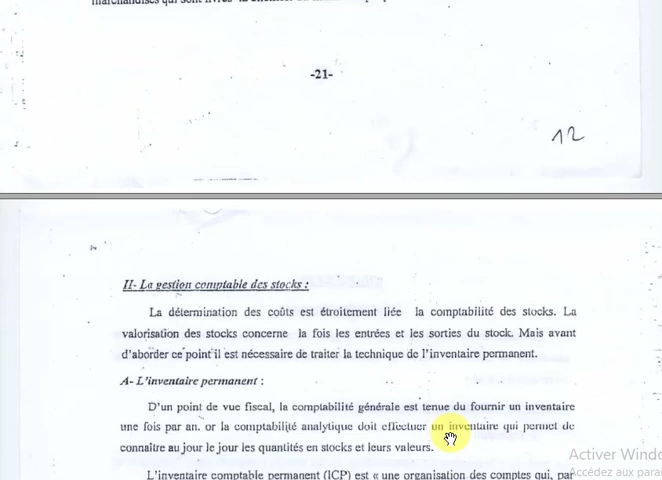 -21-
12
II- La gestion comptable des stocks :
La détermination des coûts est étroitement liée la comptabilité des stocks. La
valorisation des stocks concerne la fois les entrées et les sorties du stock. Mais avant
d'aborder ce point il est nécessaire de traiter la technique de l'inventaire permanent.
A- L'inventaire permanent :
D'un point de vue fiscal, la comptabilité générale est tenue du fournir un inventaire
une fois par an. or la comptabilité analytique doit effectuer un inventaire qui permet de
connaître au jour le jour les quantités en stocks et leurs valeurs.
L'inventaire comptable permanent (ICP) est « une organisation des comptes qui, par
Activer Windo
Accédez aux para